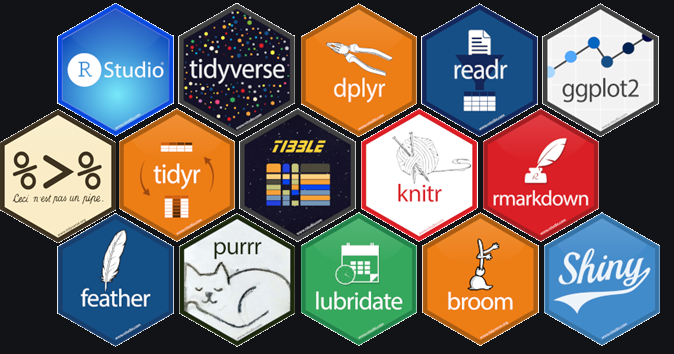 R Studio®
tidyverse
dplyr
readr
ggplot2
%>%
Ceci n'est pas un pipe.
tidyr
TIBBLE
knitr
rmarkdown
feather
purrr
lubridate
broom
Shiny